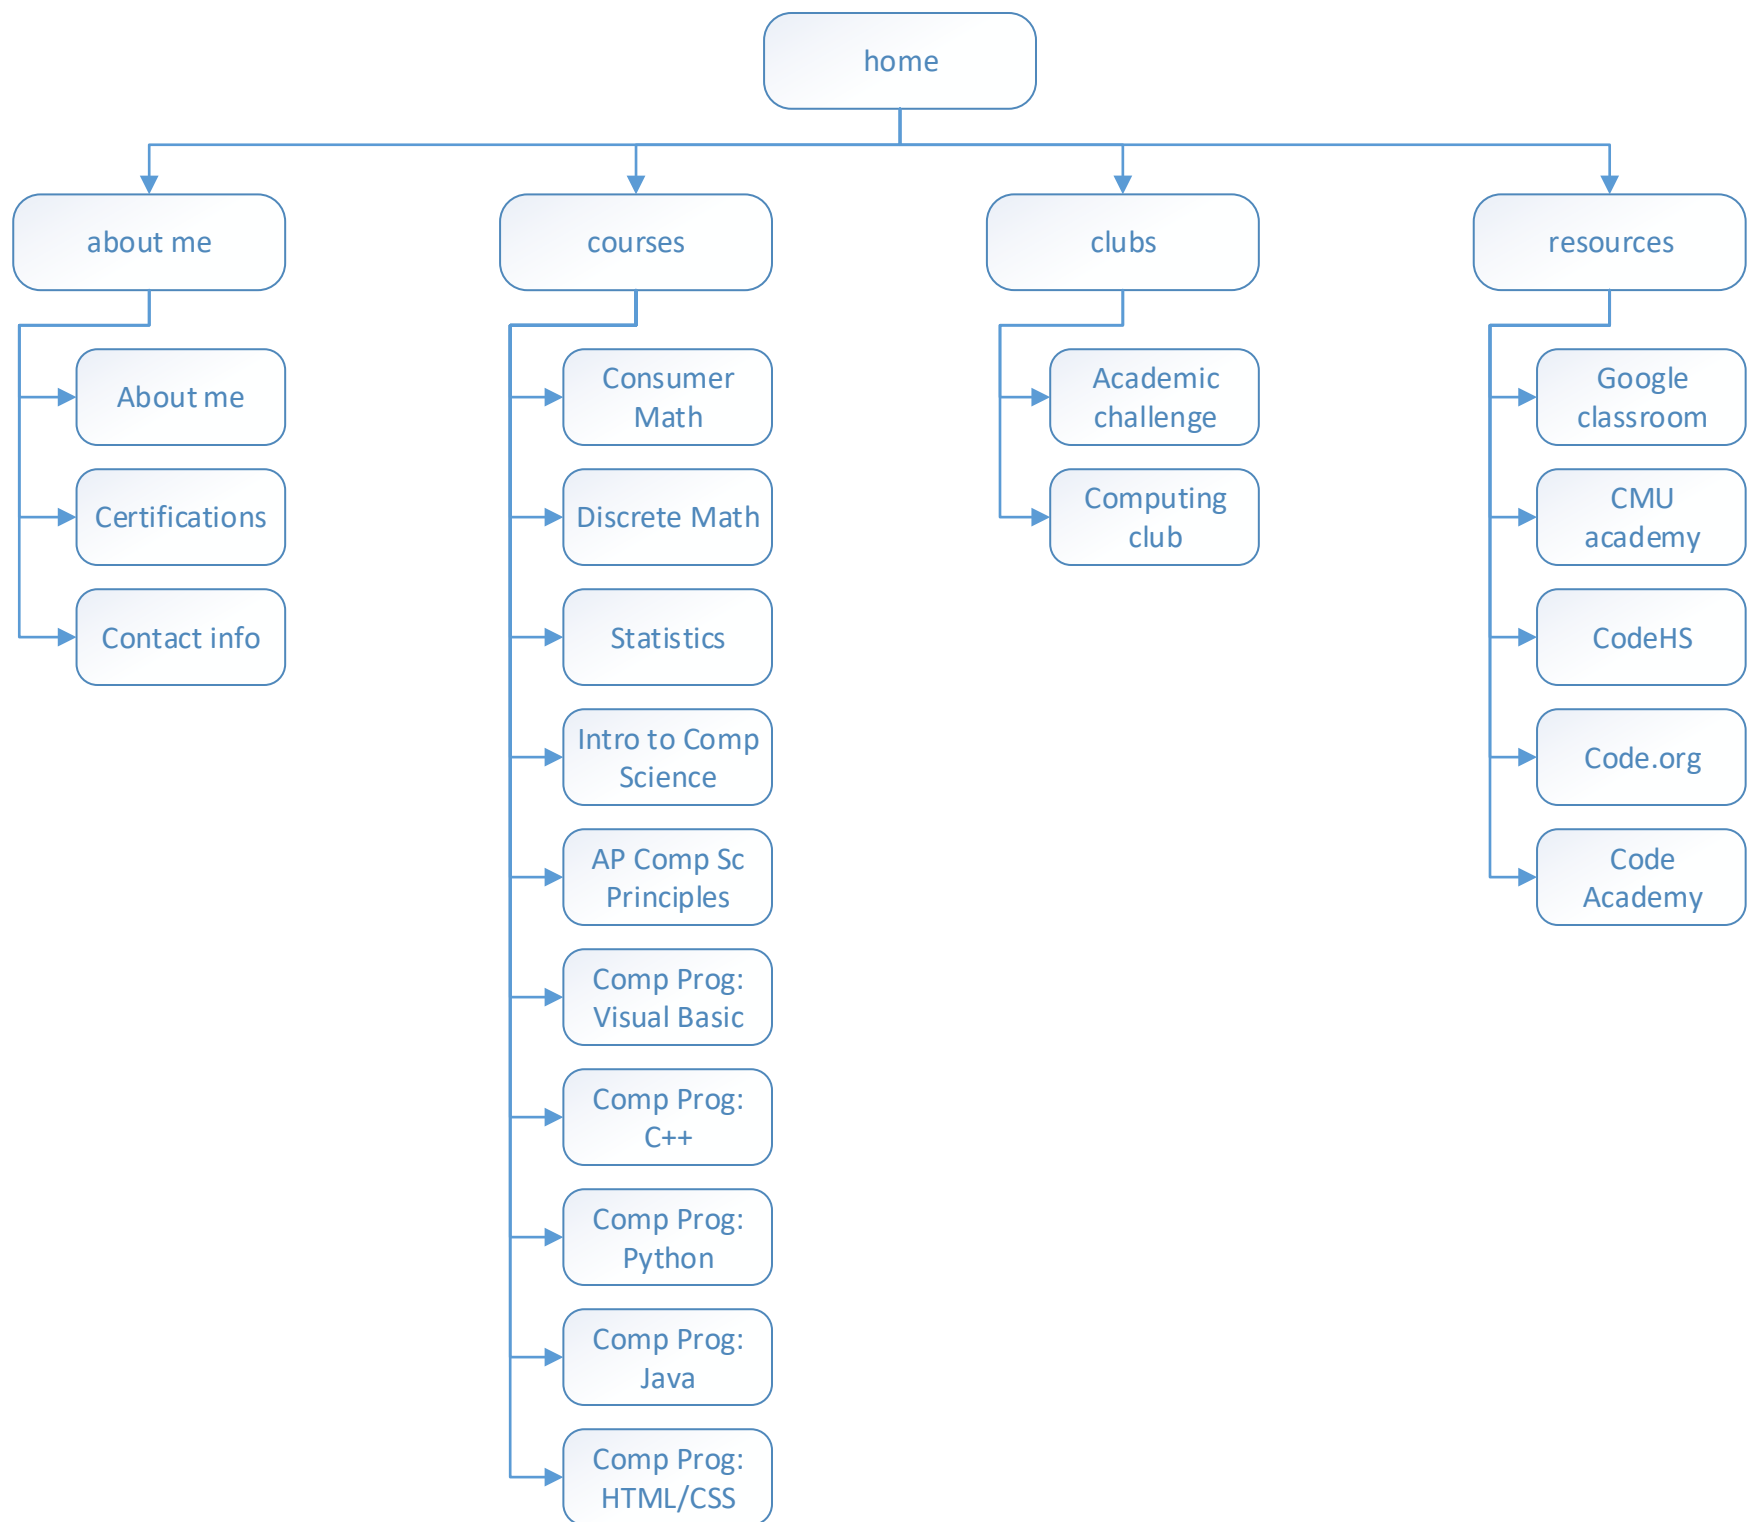 home
about me
courses
clubs
resources
About me
Certifications
Contact info
Consumer
Math
Discrete Math
Statistics
Intro to Comp
Science
AP Comp Sc
Principles
Comp Prog:
Visual Basic
Comp Prog:
C++
Comp Prog:
Python
Comp Prog:
Java
Comp Prog:
HTML/CSS
Academic
challenge
Computing
club
Google
classroom
CMU
academy
CodeHS
Code.org
Code
Academy